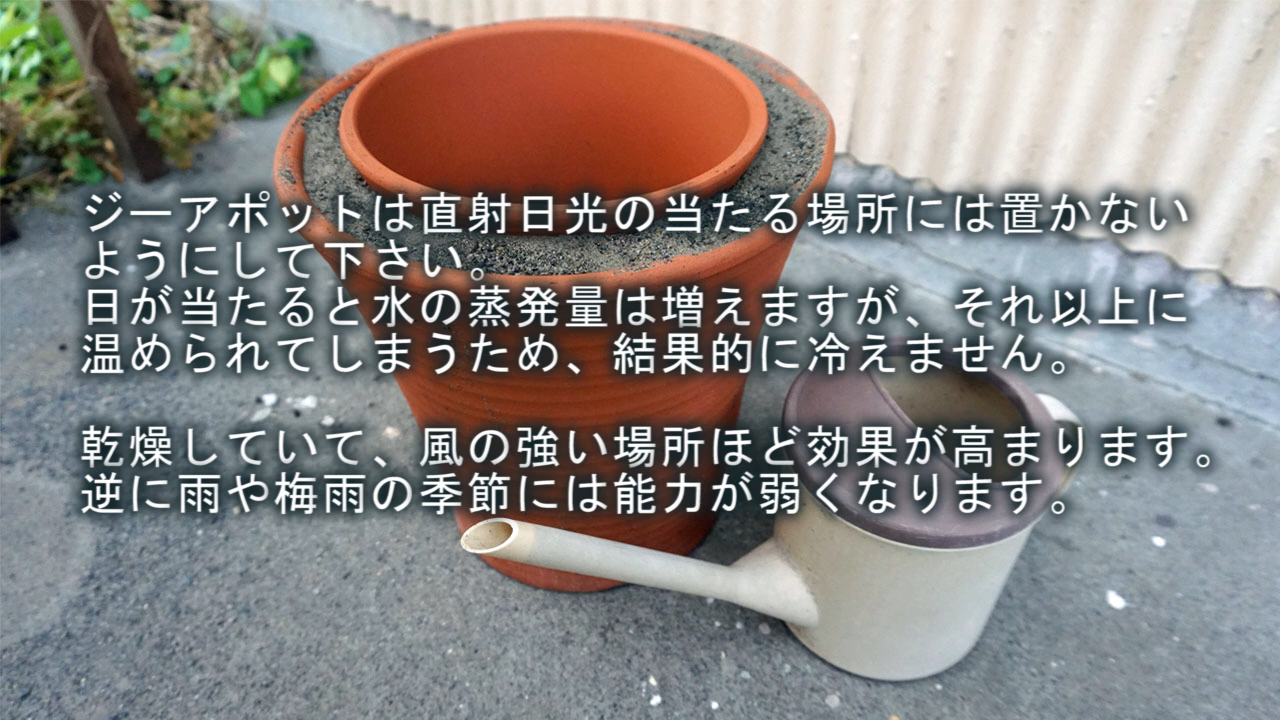 ジーアポットは直射日光の当たる場所には置かない
ようにして下さい。
日が当たると水の蒸発量は増えますが、それ以上に
温められてしまうため、結果的に冷えません。
乾燥していて、風の強い場所ほど効果が高まります。
逆に雨や梅雨の季節には能力が弱くなります。